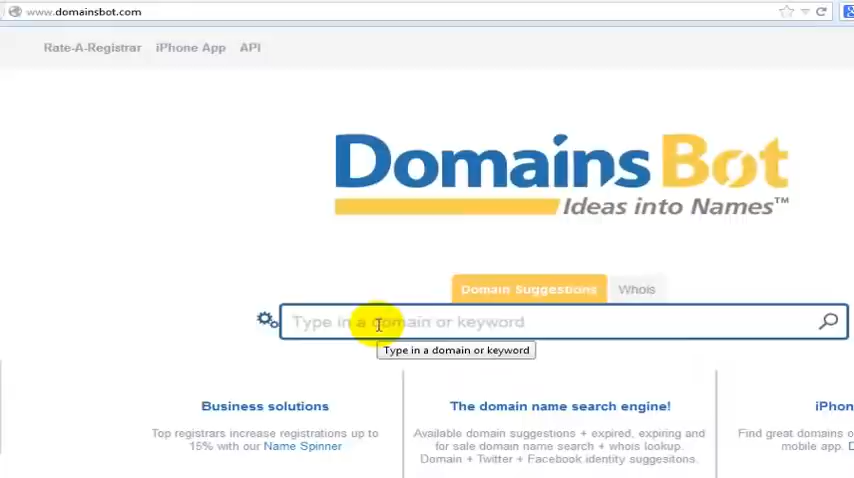 www.domainsbot.com
Rate-A-Registrar iPhone App API
DomainsBot
Ideas into Names™
Domain Suggestions Whois
Type in a domain or keyword
Type in a domain or keyword
Business solutions
Top registrars increase registrations up to
15% with our Name Spinner
The domain name search engine!
Available domain suggestions + expired, expiring and
for sale domain name search + whois lookup.
Domain + Twitter + Facebook identity suggesitons.
iPhon
Find great domains o
mobile app. D